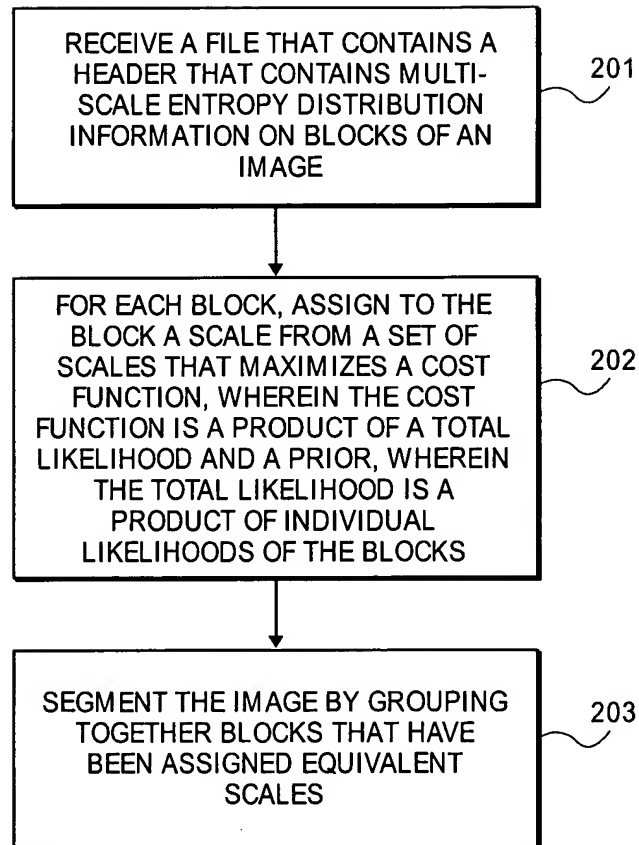 RECEIVE A FILE THAT CONTAINS A
HEADER THAT CONTAINS MULTI-
SCALE ENTROPY DISTRIBUTION
INFORMATION ON BLOCKS OF AN
IMAGE
201
FOR EACH BLOCK, ASSIGN TO THE
BLOCK A SCALE FROM A SET OF
SCALES THAT MAXIMIZES A COST
FUNCTION, WHEREIN THE COST
FUNCTION IS A PRODUCT OF A TOTAL
LIKELIHOOD AND A PRIOR, WHEREIN
THE TOTAL LIKELIHOOD IS A
PRODUCT OF INDIVIDUAL
LIKELIHOODS OF THE BLOCKS
202
SEGMENT THE IMAGE BY GROUPING
TOGETHER BLOCKS THAT HAVE
BEEN ASSIGNED EQUIVALENT
SCALES
203